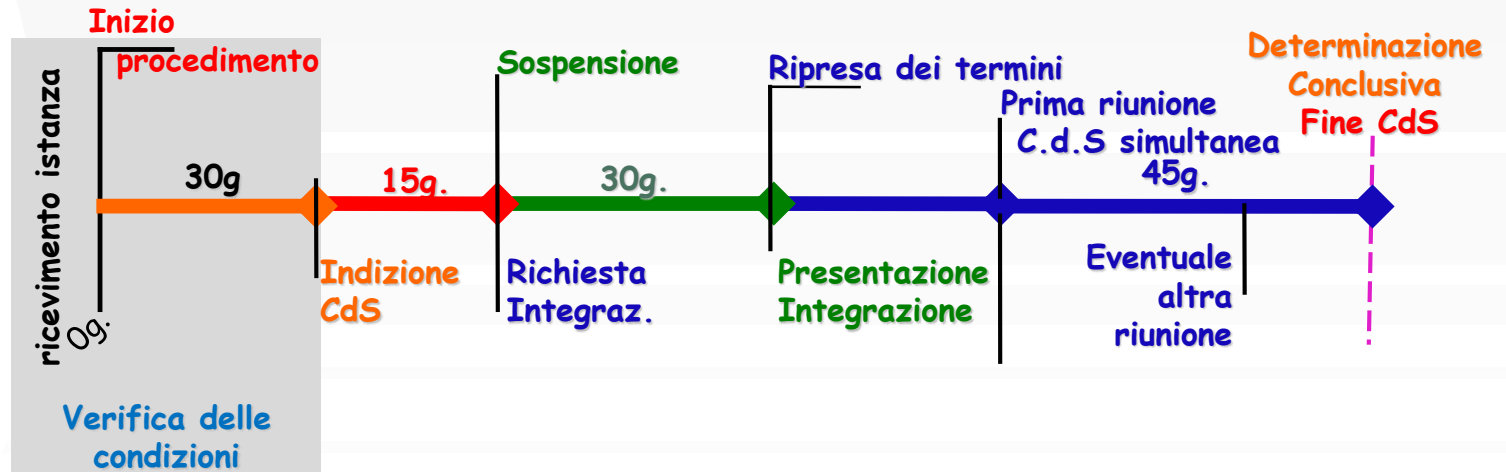 Inizio
procedimento
ricevimento istanza
0g.
30g
Verifica delle
condizioni
Indizione
CdS
15g.
Sospensione
Richiesta
Integraz.
30g.
Ripresa dei termini
Presentazione
Integrazione
Prima riunione
C.d.S simultanea
45g.
Eventuale
altra
riunione
Determinazione
Conclusiva
Fine CdS